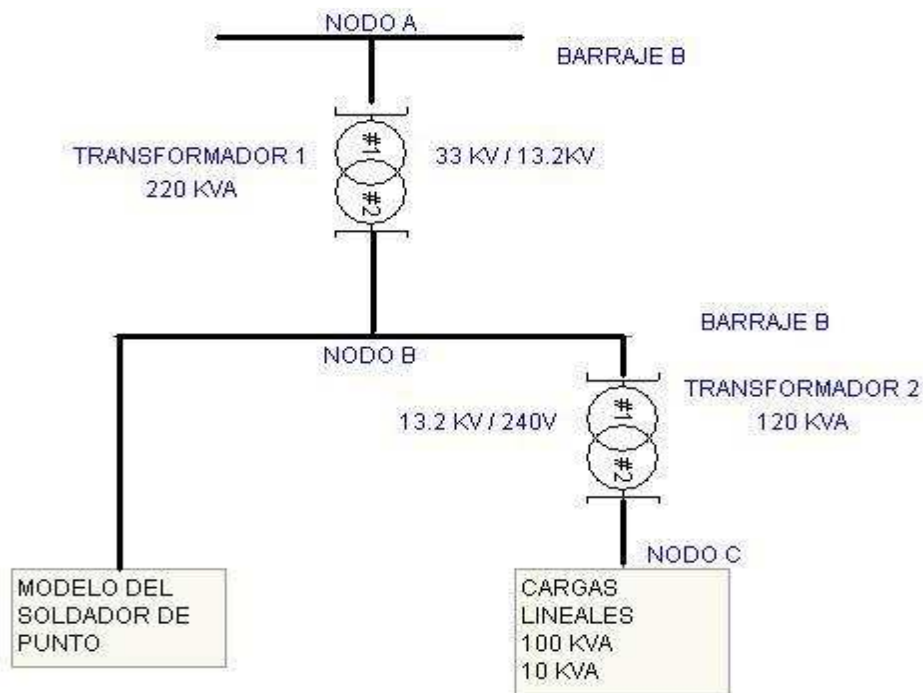 NODO A
BARRAJE B
TRANSFORMADOR 1
220 KVA
#1
#2
33 KV / 13.2KV
NODO B
BARRAJE B
13.2 KV / 240V
#1
#2
TRANSFORMADOR 2
120 KVA
NODO C
MODELO DEL
SOLDADOR DE
PUNTO
CARGAS
LINEALES
100 KVA
10 KVA